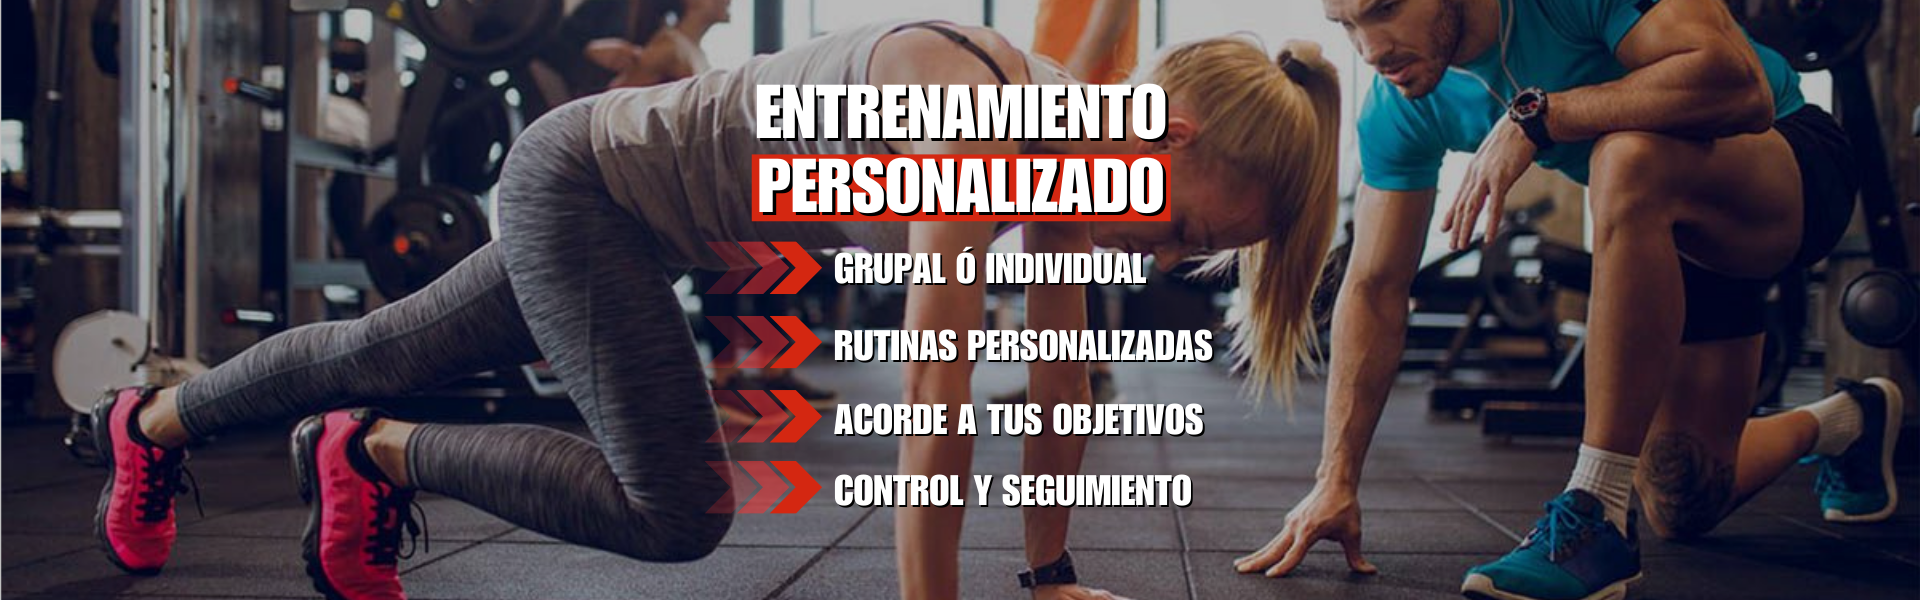 ENTRENAMIENTO
PERSONALIZADO
GRUPAL Ó INDIVIDUAL
RUTINAS PERSONALIZADAS
ACORDE A TUS OBJETIVOS
CONTROL Y SEGUIMIENTO